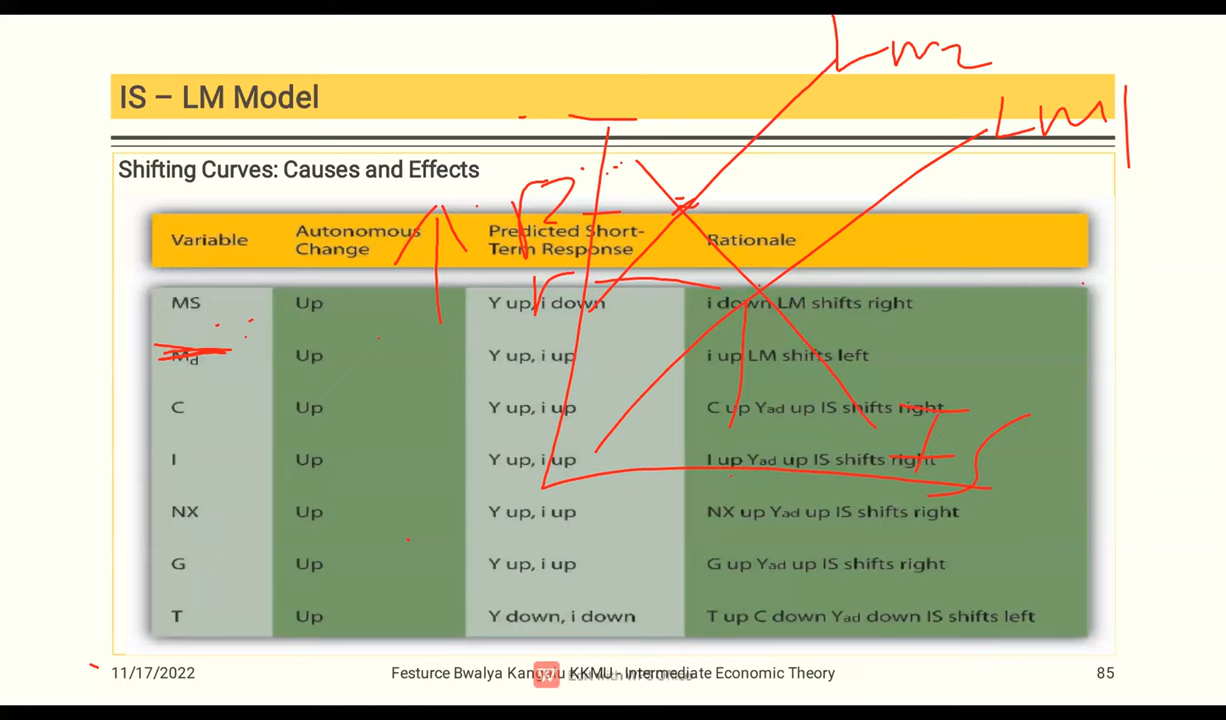 Lm2
IS – LM Model
Lm1
Shifting Curves: Causes and Effects
r2
Variable Autonomous Change Predicted Short-Term Response Rationale
r
MS Up Y up, i down i down LM shifts right
Md Up Y up, i up i up LM shifts left
C Up Y up, i up C up Yad up IS shifts right
IS
I Up Y up, i up I up Yad up IS shifts right
NX Up Y up, i up NX up Yad up IS shifts right
G Up Y up, i up G up Yad up IS shifts right
T Up Y down, i down T up C down Yad down IS shifts left
11/17/2022 Festurce Bwalya KKMU Intermediate Economic Theory 85